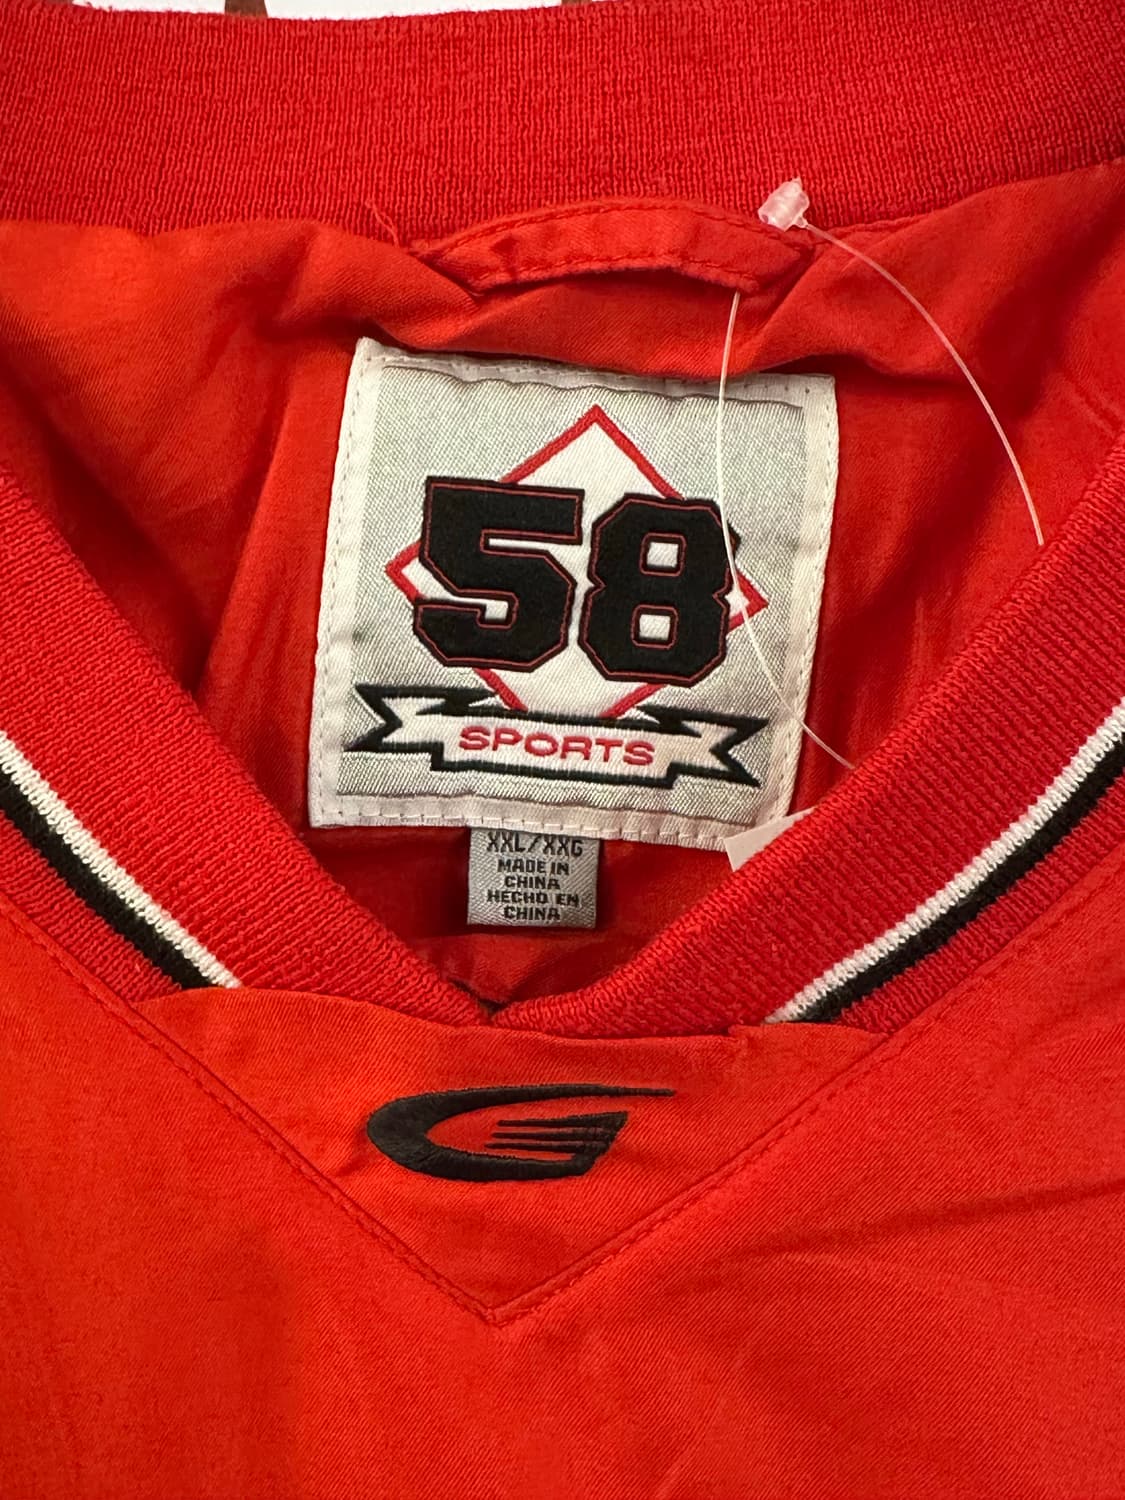 58
SPORTS
XXL/XXG
MADE IN
CHINA
HECHO EN
CHINA